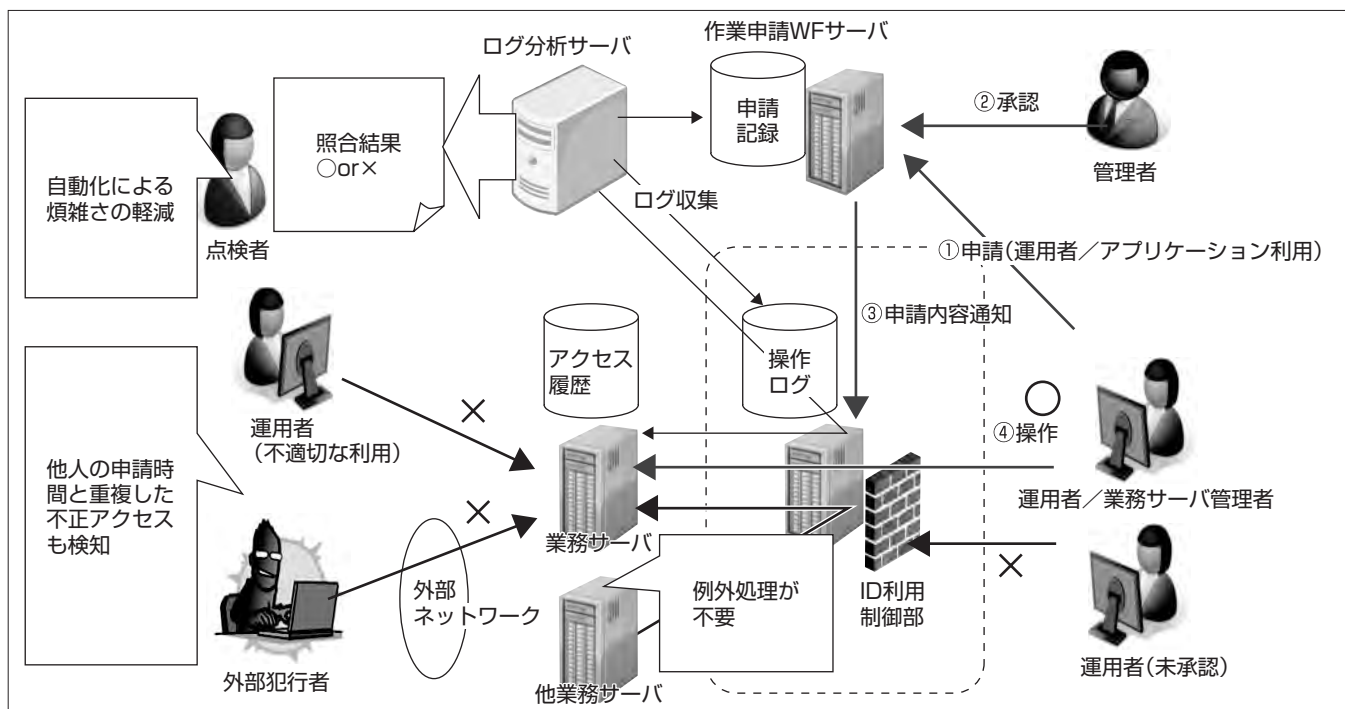 作業申請WFサーバ
ログ分析サーバ
申請
記録
②承認
管理者
照合結果
○or×
自動化による
煩雑さの軽減
点検者
ログ収集
①申請(運用者／アプリケーション利用)
③申請内容通知
アクセス
履歴
操作
ログ
運用者
(不適切な利用)
×
○
④操作
運用者／業務サーバ管理者
他人の申請時
間と重複した
不正アクセス
も検知
×
業務サーバ
外部
ネットワーク
例外処理が
不要
ID利用
制御部
×
外部犯行者
他業務サーバ
運用者(未承認)